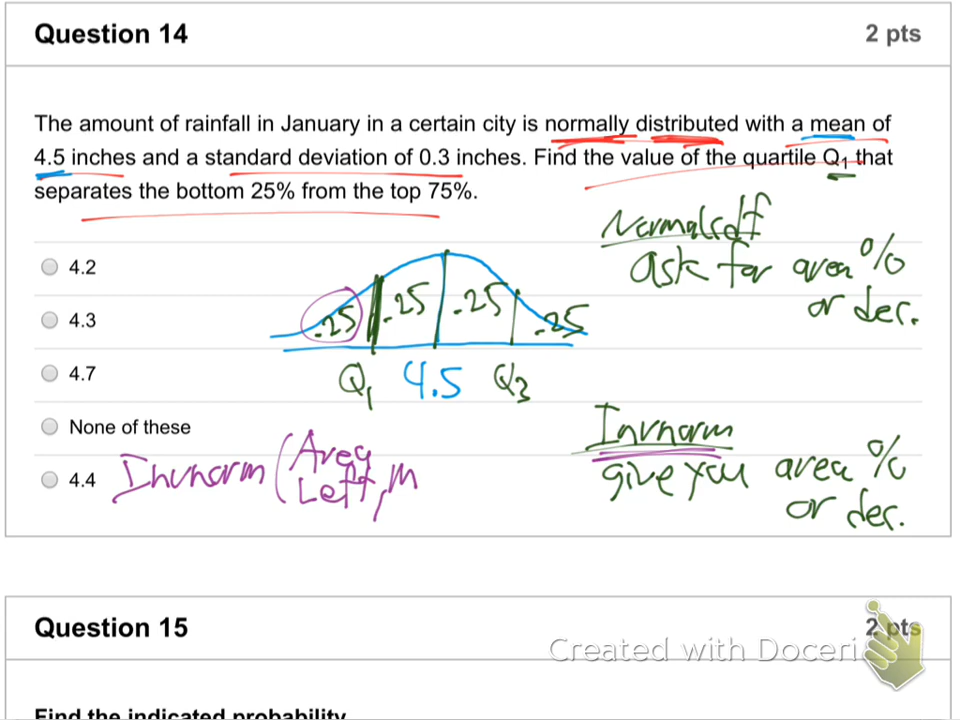 Question 14
2 pts
The amount of rainfall in January in a certain city is normally distributed with a mean of
4.5 inches and a standard deviation of 0.3 inches. Find the value of the quartile Q1 that
separates the bottom 25% from the top 75%.
Normalcdf
ask for area %
or dec.
4.2
4.3
4.7
None of these
4.4
.25 .25 .25 .25
Q1 4.5 Q3
Invnorm
give you area %
or dec.
Invnorm (Area
Left, M
Question 15
2 pts
Created with Doceri
Find the indicated probability